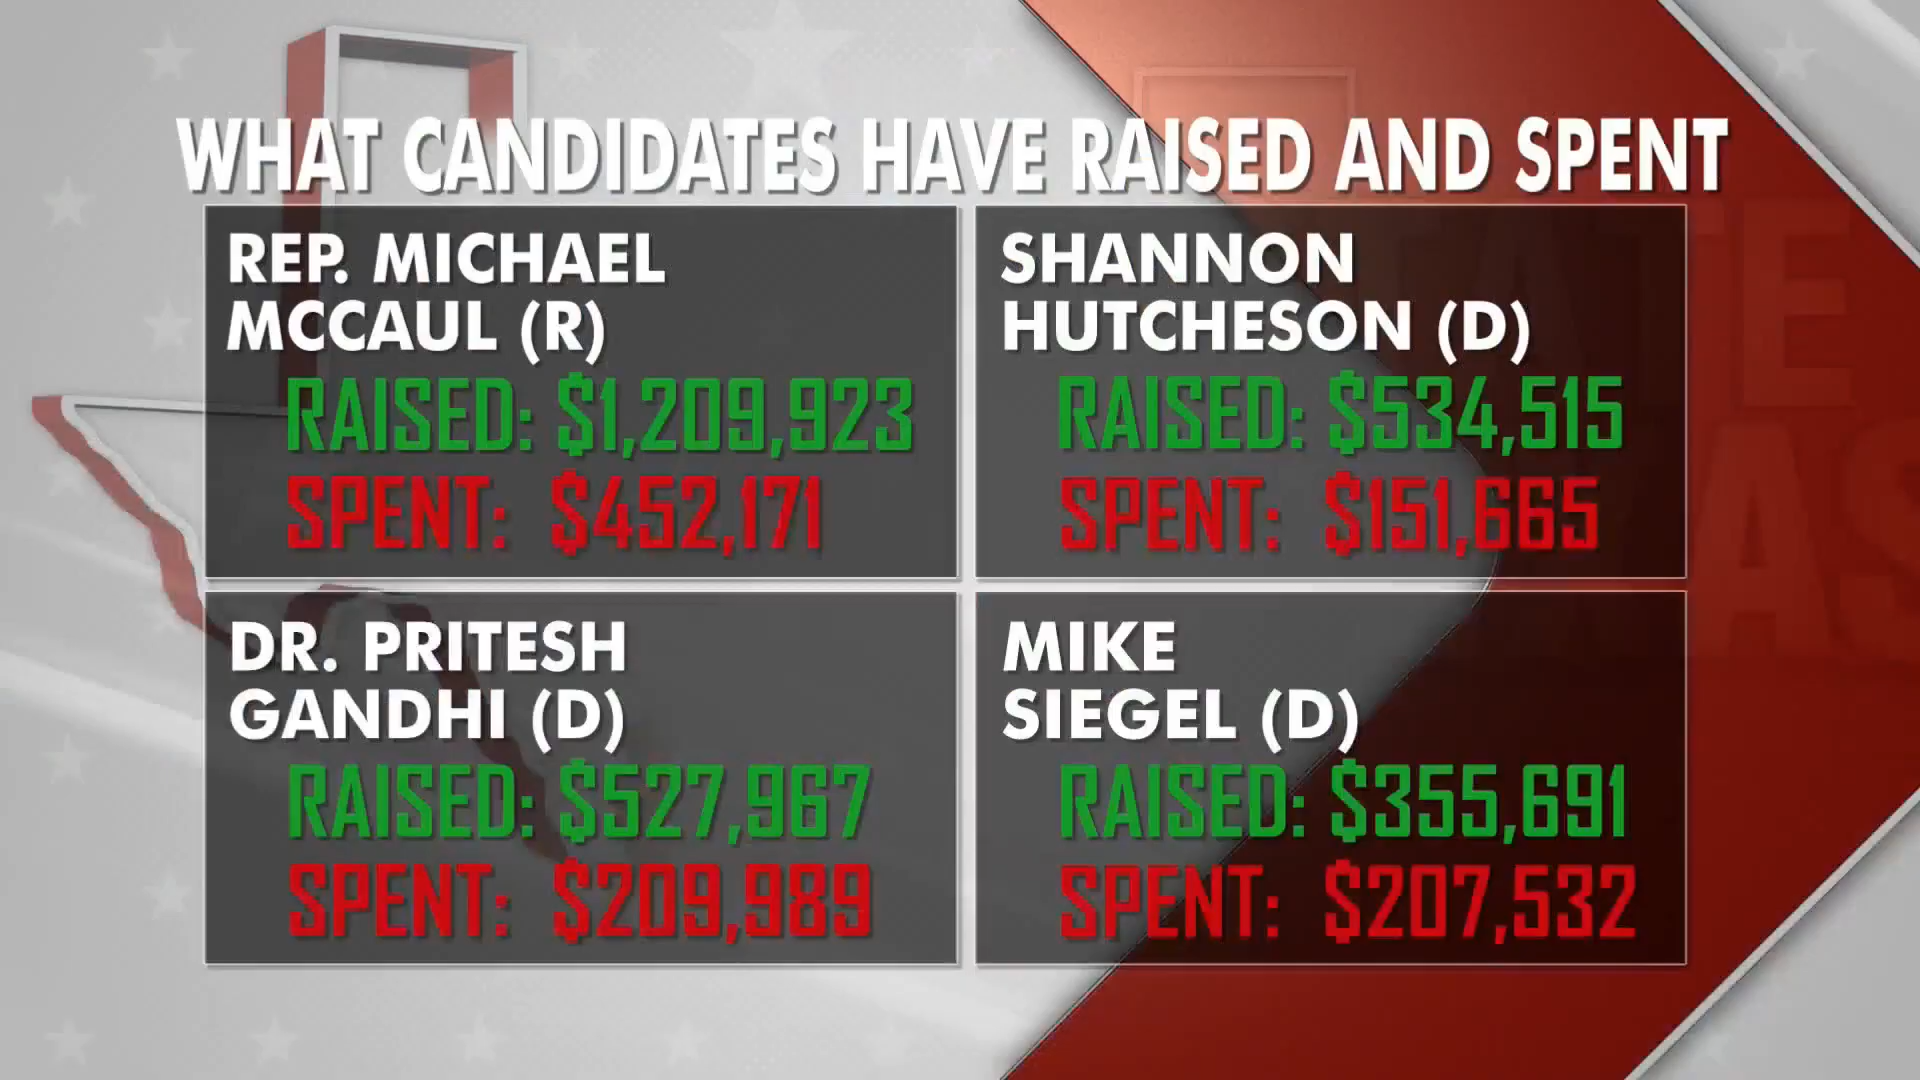 WHAT CANDIDATES HAVE RAISED AND SPENT
REP. MICHAEL
MCCAUL (R)
RAISED: $1,209,923
SPENT: $452,171
SHANNON
HUTCHESON (D)
RAISED: $534,515
SPENT: $151,665
DR. PRITESH
GANDHI (D)
RAISED: $527,967
SPENT: $209,989
MIKE
SIEGEL (D)
RAISED: $355,691
SPENT: $207,532